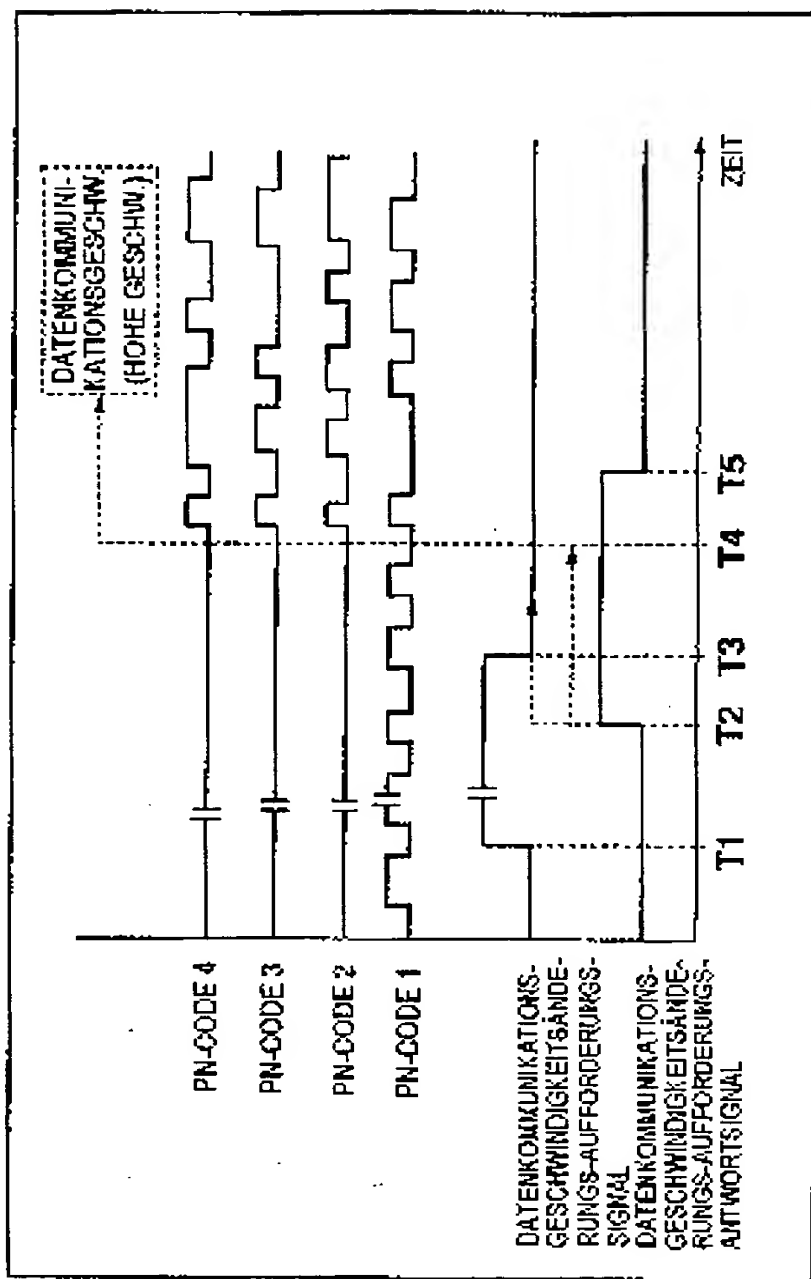 DATENKOMMUNI-
KATIONSGESCHW.
(HOHE GESCHW.)
PN-CODE 4
PN-CODE 3
PN-CODE 2
PN-CODE 1
DATENKOMMUNIKATIONS-
GESCHWINDIGKEITSÄNDE-
RUNGS-AUFFORDERUNGS-
SIGNAL
DATENKOMMUNIKATIONS-
GESCHWINDIGKEITSÄNDE-
RUNGS-AUFFORDERUNGS-
ANTWORTSIGNAL
T1 T2 T3 T4 T5
ZEIT